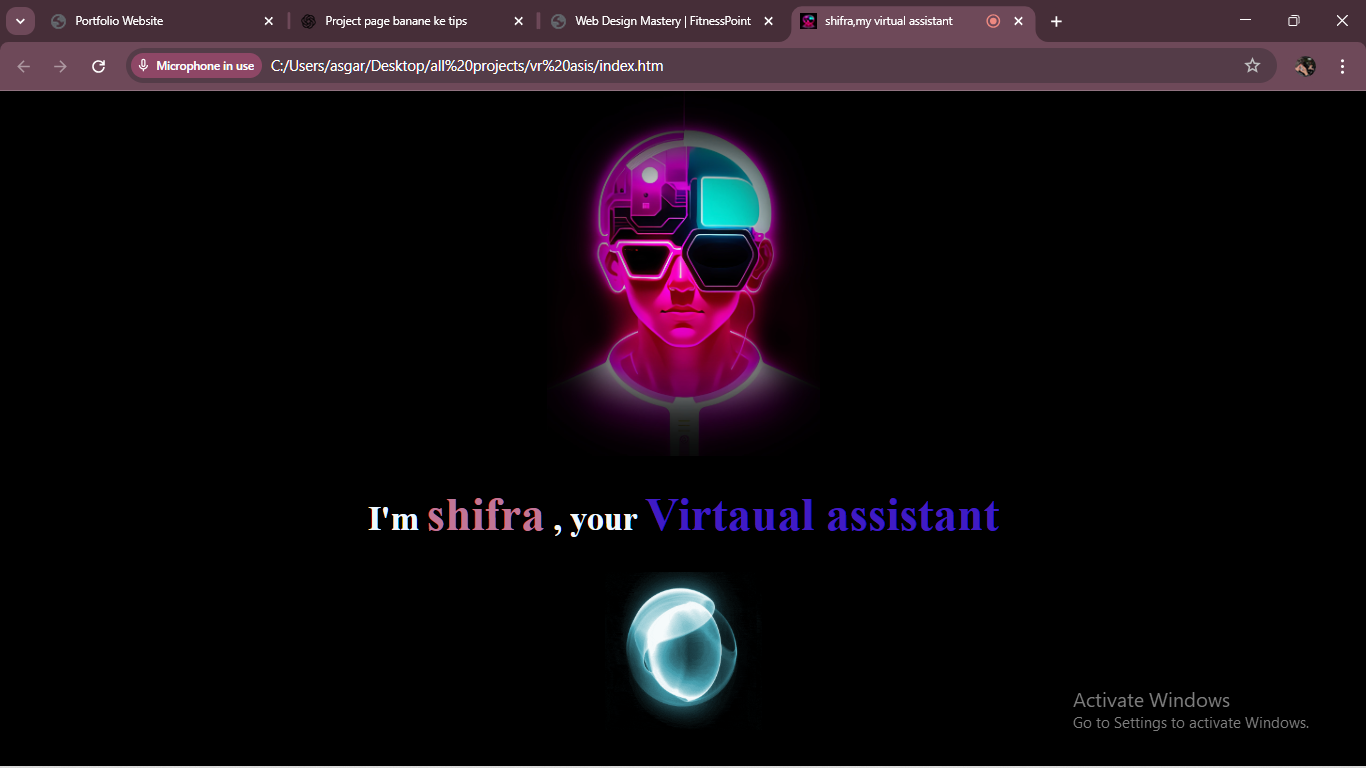 Portfolio Website
Project page banane ke tips
Web Design Mastery | FitnessPoint
shifra,my virtual assistant
Microphone in use
C:/Users/asgar/Desktop/all%20projects/vr%20asis/index.htm
I'm shifra , your Virtaual assistant
Activate Windows
Go to Settings to activate Windows.